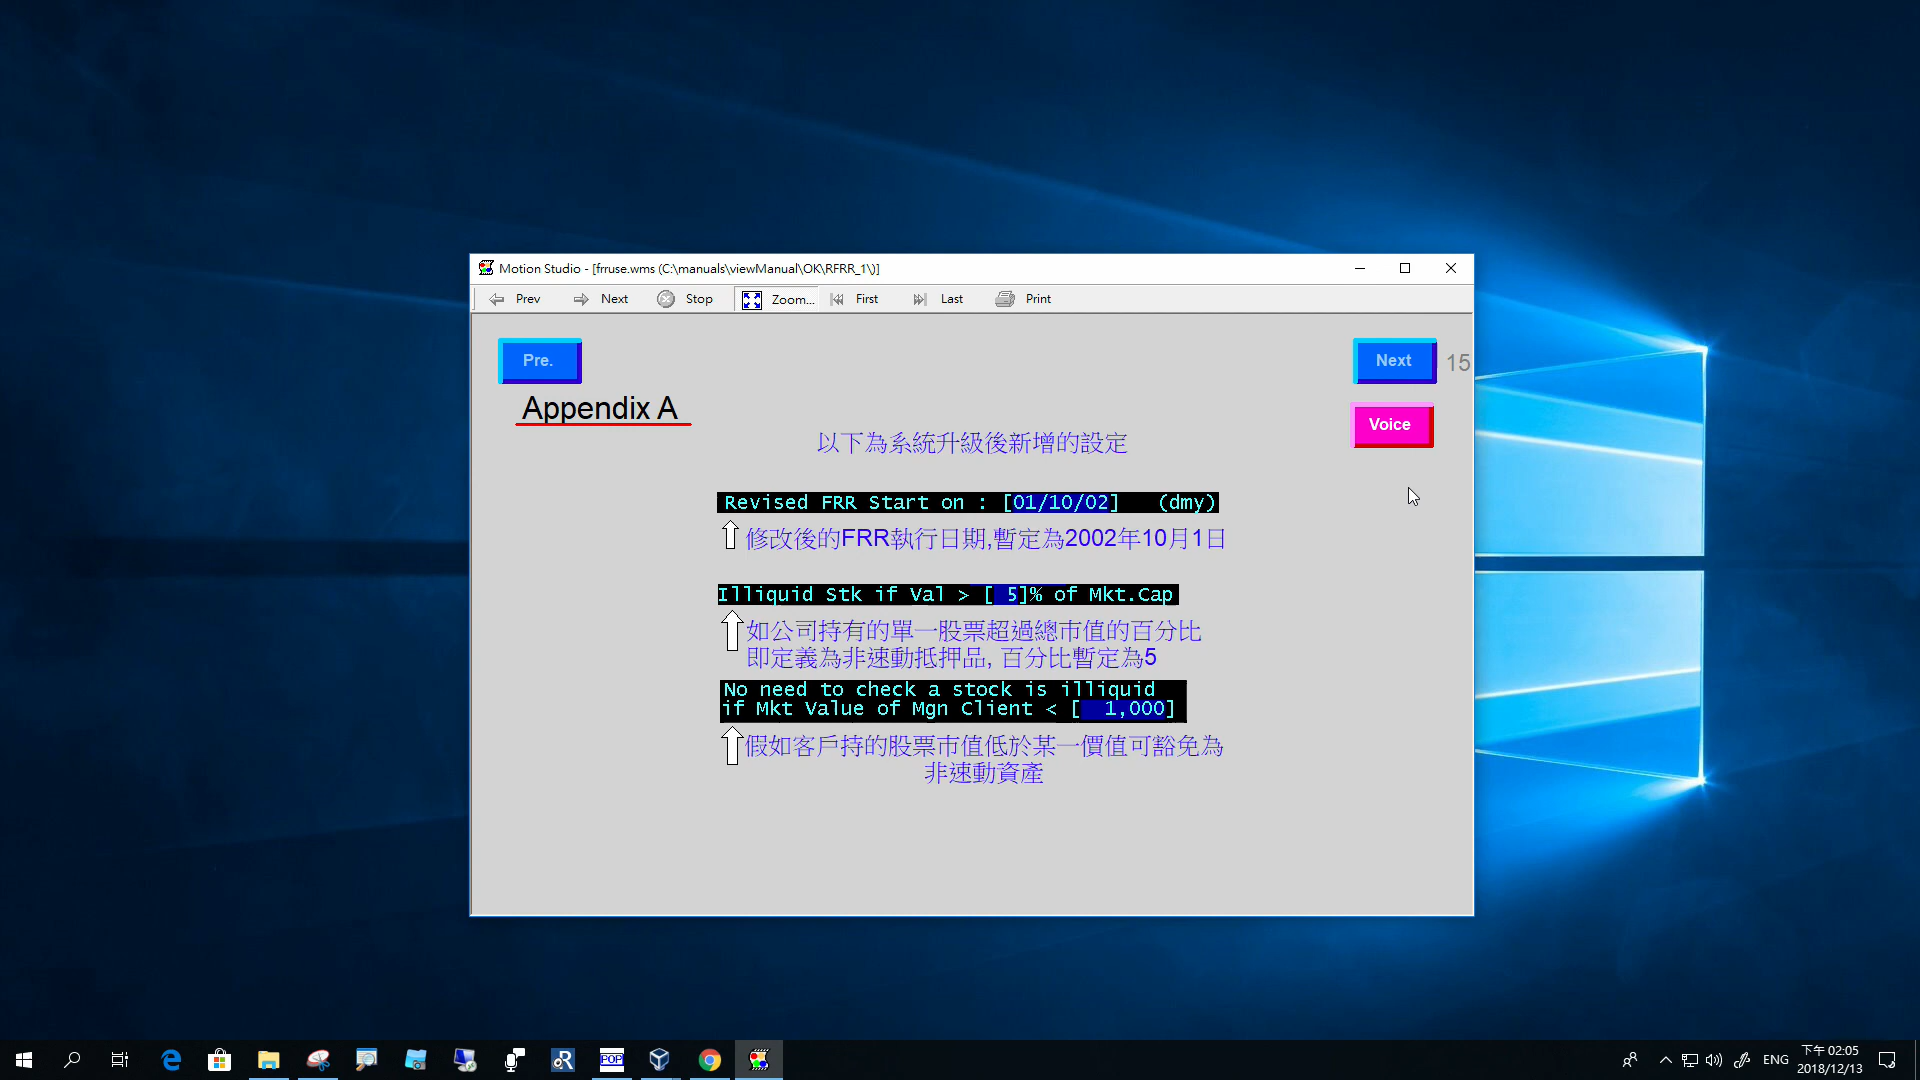 Motion Studio - [frruse.wms (C:\manuals\viewManual\OK\RFRR_1\)]
Prev Next Stop Zoom... First Last Print
Pre. Next 15
Appendix A
Voice
以下為系統升級後新增的設定
Revised FRR Start on : [01/10/02] (dmy)
修改後的FRR執行日期,暫定為2002年10月1日
Illiquid Stk if Val > [ 5]% of Mkt.Cap
如公司持有的單一股票超過總市值的百分比
即定義為非速動抵押品, 百分比暫定為5
No need to check a stock is illiquid
if Mkt Value of Mgn Client < [ 1,000]
假如客戶持的股票市值低於某一價值可豁免為
非速動資產
POP
ENG
下午 02:05
2018/12/13